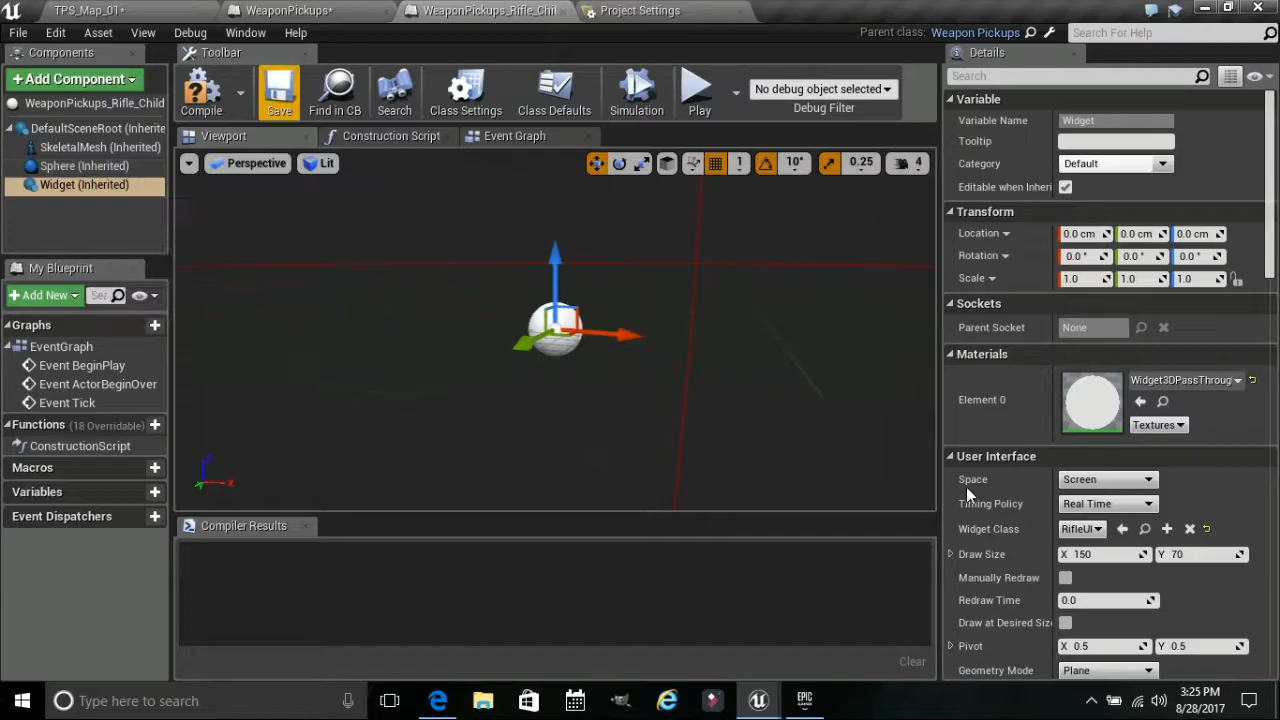 TPS_Map_01*
WeaponPickups*
WeaponPickups_Rifle_Chil
Project Settings
File Edit Asset View Debug Window Help
Parent class: Weapon Pickups
Search For Help
Components
Toolbar
Details
+ Add Component
WeaponPickups_Rifle_Child
DefaultSceneRoot (Inherite
SkeletalMesh (Inherited)
Sphere (Inherited)
Widget (Inherited)
Compile
Save
Find in CB
Search
Class Settings
Class Defaults
Simulation
Play
No debug object selected
Debug Filter
Viewport
Construction Script
Event Graph
Perspective
Lit
1
10°
0.25
4
X
Z
My Blueprint
+ Add New
Sea
Graphs
EventGraph
Event BeginPlay
Event ActorBeginOver
Event Tick
Functions (18 Overridable)
ConstructionScript
Macros
Variables
Event Dispatchers
Compiler Results
Clear
Search
Variable
Variable Name Widget
Tooltip
Category Default
Editable when Inheri
Transform
Location 0.0 cm 0.0 cm 0.0 cm
Rotation 0.0 ° 0.0 ° 0.0 °
Scale 1.0 1.0 1.0
Sockets
Parent Socket None
Materials
Element 0
Widget3DPassThroug
Textures
User Interface
Space Screen
Timing Policy Real Time
Widget Class RifleUI
Draw Size X 150 Y 70
Manually Redraw
Redraw Time 0.0
Draw at Desired Size
Pivot X 0.5 Y 0.5
Geometry Mode Plane
Type here to search
EPIC GAMES
3:25 PM
8/28/2017